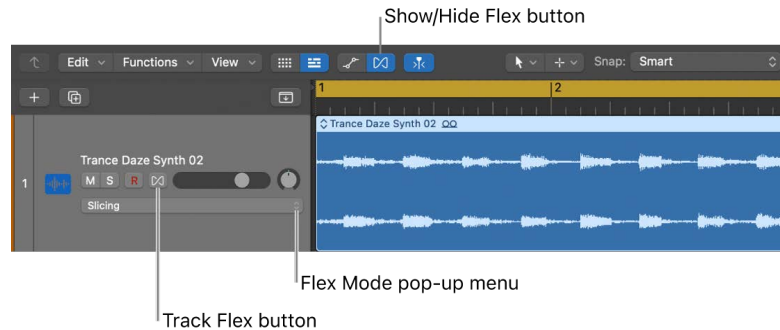 Show/Hide Flex button
Edit Functions View Snap: Smart
1 2
Trance Daze Synth 02
Trance Daze Synth 02
1 M S R
Slicing
Flex Mode pop-up menu
Track Flex button